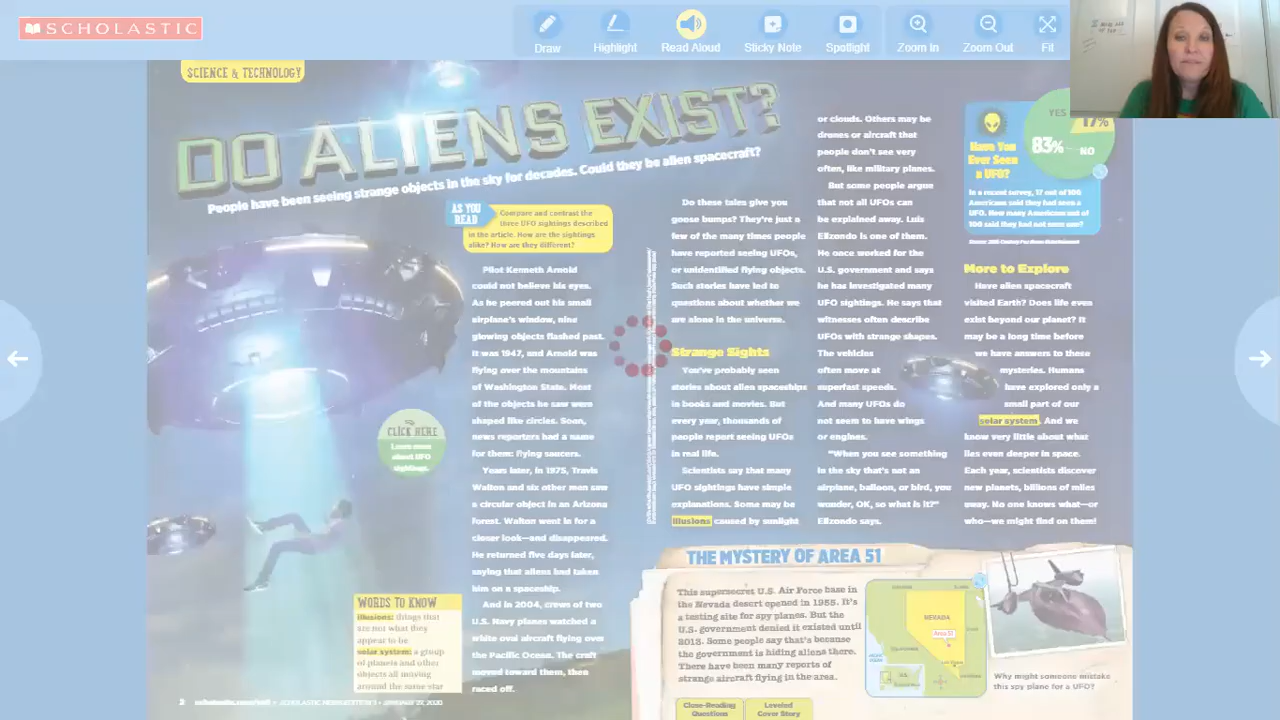 SCHOLASTIC
Draw
Highlight
Read Aloud
Sticky Note
Spotlight
Zoom In
Zoom Out
Fit
SCIENCE & TECHNOLOGY
DO ALIENS EXIST?
People have been seeing strange objects in the sky for decades. Could they be alien spacecraft?
AS YOU
READ
Compare and contrast the
three UFO sightings described
in the article. How are the sightings
alike? How are they different?
Pilot Kenneth Arnold
could not believe his eyes.
As he peered out his small
airplane's window, nine
glowing objects flashed past.
It was 1947, and Arnold was
flying over the mountains
of Washington State. Most
of the objects he saw were
shaped like circles. Soon,
news reporters had a name
for them: flying saucers.
Years later, in 1975, Travis
Walton and six other men saw
a circular object in an Arizona
forest. Walton went in for a
closer look—and disappeared.
He returned five days later,
saying that aliens had taken
him on a spaceship.
And in 2004, crews of two
U.S. Navy planes watched a
white oval aircraft flying over
the Pacific Ocean. The craft
moved toward them, then
raced off.
CLICK HERE
Learn more
about UFO
sightings.
WORDS TO KNOW
illusions: things that
are not what they
appear to be
solar system: a group
of planets and other
objects all moving
around the same star
2
Do these tales give you
goose bumps? They're just a
few of the many times people
have reported seeing UFOs,
or unidentified flying objects.
Such stories have led to
questions about whether we
are alone in the universe.
Strange Sights
You've probably seen
stories about alien spaceships
in books and movies. But
every year, thousands of
people report seeing UFOs
in real life.
Scientists say that many
UFO sightings have simple
explanations. Some may be
illusions caused by sunlight
or clouds. Others may be
drones or aircraft that
people don't see very
often, like military planes.
But some people argue
that not all UFOs can
be explained away. Luis
Elizondo is one of them.
He once worked for the
U.S. government and says
he has investigated many
UFO sightings. He says that
witnesses often describe
UFOs with strange shapes.
The vehicles
often move at
superfast speeds.
And many UFOs do
not seem to have wings
or engines.
"When you see something
in the sky that's not an
airplane, balloon, or bird, you
wonder, OK, so what is it?"
Elizondo says.
Have You
Ever Seen
a UFO?
YES
17%
83%
NO
In a recent survey, 17 out of 100
Americans said they had seen a
UFO. How many Americans out of
100 said they had not seen one?
More to Explore
Have alien spacecraft
visited Earth? Does life even
exist beyond our planet? It
may be a long time before
we have answers to these
mysteries. Humans
have explored only a
small part of our
solar system. And we
know very little about what
lies even deeper in space.
Each year, scientists discover
new planets, billions of miles
away. No one knows what—or
who—we might find on them!
THE MYSTERY OF AREA 51
This supersecret U.S. Air Force base in
the Nevada desert opened in 1955. It's
a testing site for spy planes. But the
U.S. government denied it existed until
2013. Some people say that's because
the government is hiding aliens there.
There have been many reports of
strange aircraft flying in the area.
NEVADA
Area 51
Why might someone mistake
this spy plane for a UFO?
Close-Reading
Questions
Leveled
Cover Story